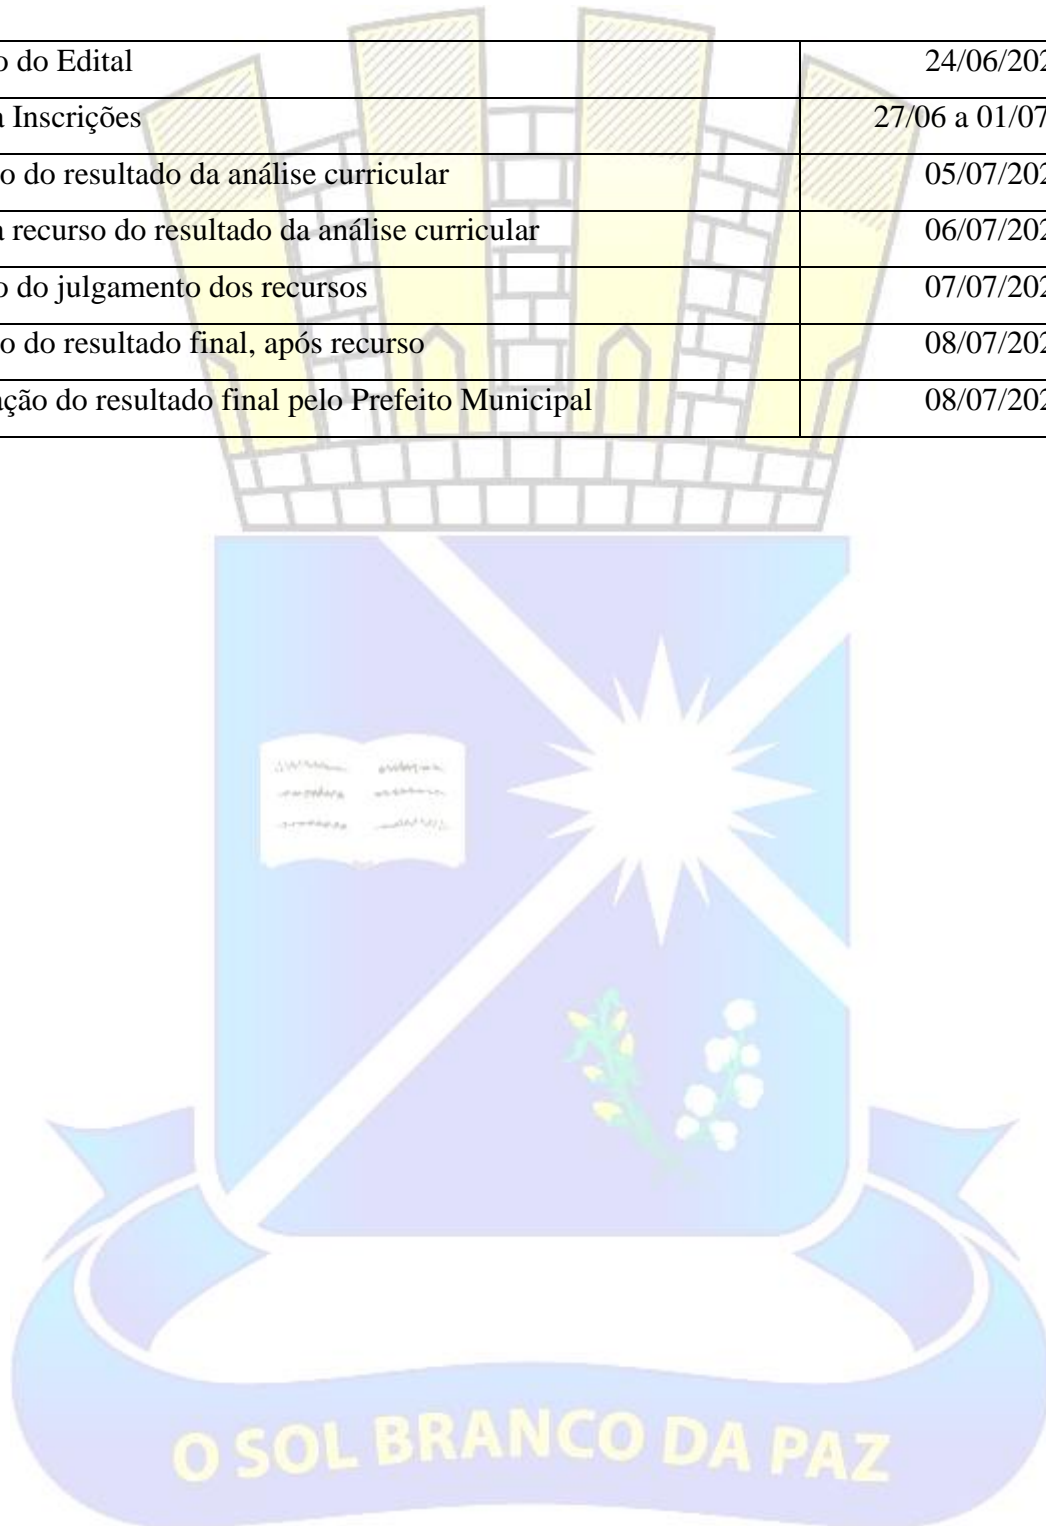 o do Edital 24/06/202
a Inscrições 27/06 a 01/07
o do resultado da análise curricular 05/07/202
a recurso do resultado da análise curricular 06/07/202
o do julgamento dos recursos 07/07/202
o do resultado final, após recurso 08/07/202
ação do resultado final pelo Prefeito Municipal 08/07/202
O SOL BRANCO DA PAZ